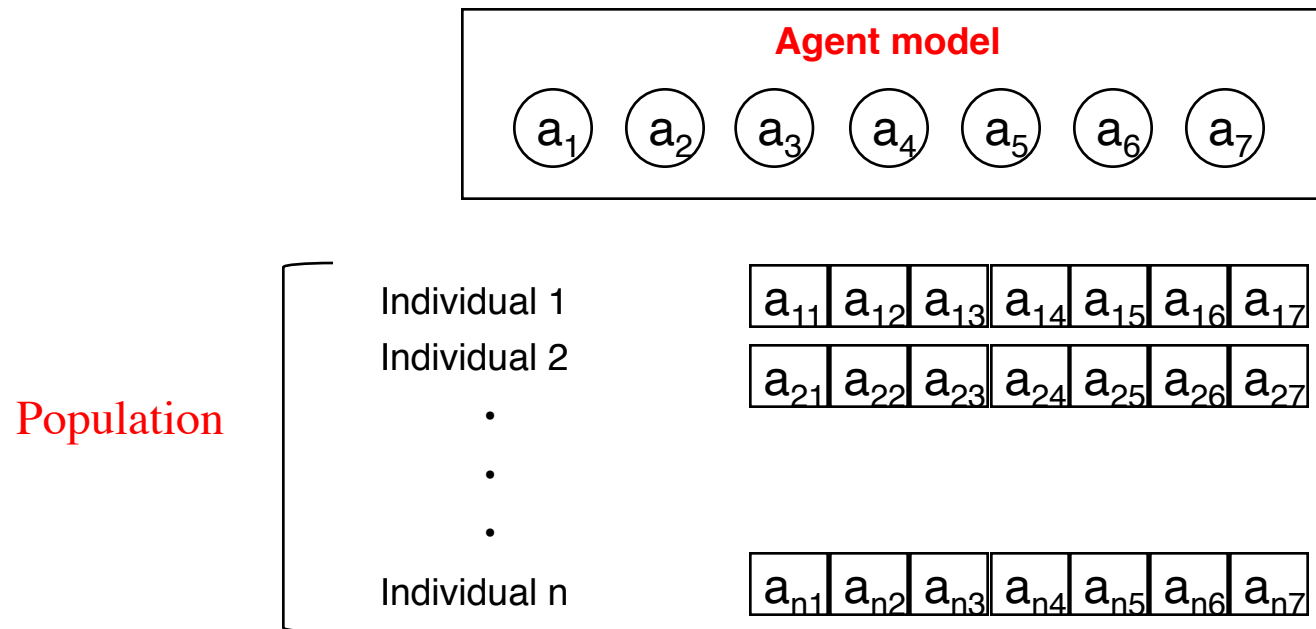 Agent model
a₁ a₂ a₃ a₄ a₅ a₆ a₇
Individual 1 a₁₁ a₁₂ a₁₃ a₁₄ a₁₅ a₁₆ a₁₇
Individual 2 a₂₁ a₂₂ a₂₃ a₂₄ a₂₅ a₂₆ a₂₇
Population
.
.
.
Individual n aₙ₁ aₙ₂ aₙ₃ aₙ₄ aₙ₅ aₙ₆ aₙ₇